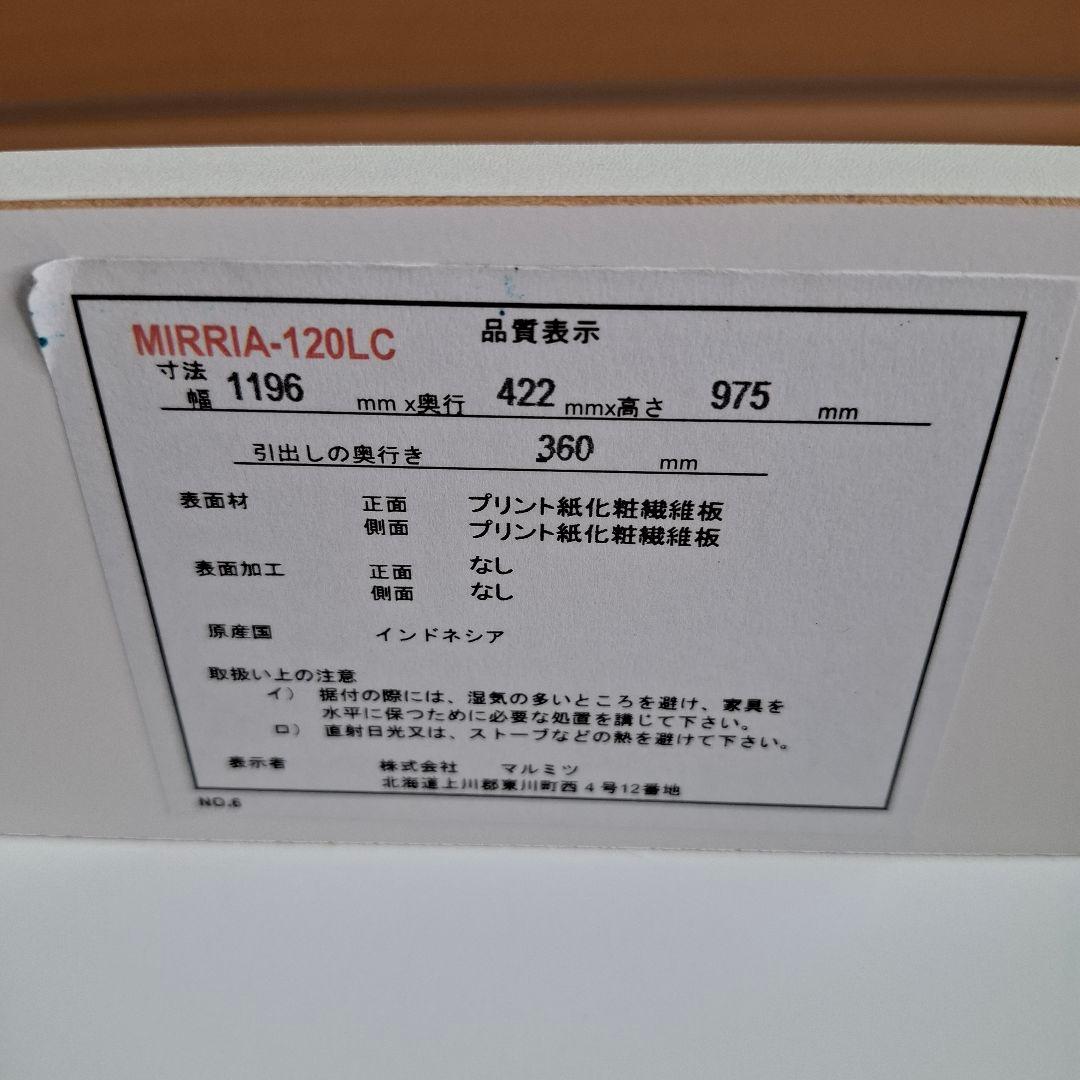 品質表示
MIRRIA-120LC
寸法
幅 1196 mm x奥行 422 mmx高さ 975 mm
引出しの奥行き 360 mm
表面材 正面 プリント紙化粧繊維板
側面 プリント紙化粧繊維板
表面加工 正面 なし
側面 なし
原産国 インドネシア
取扱い上の注意
イ) 据付の際には、湿気の多いところを避け、家具を
水平に保つために必要な処置を講じて下さい。
ロ) 直射日光又は、ストーブなどの熱を避けて下さい。
表示者 株式会社 マルミツ
北海道上川郡東川町西4号12番地
NO.6